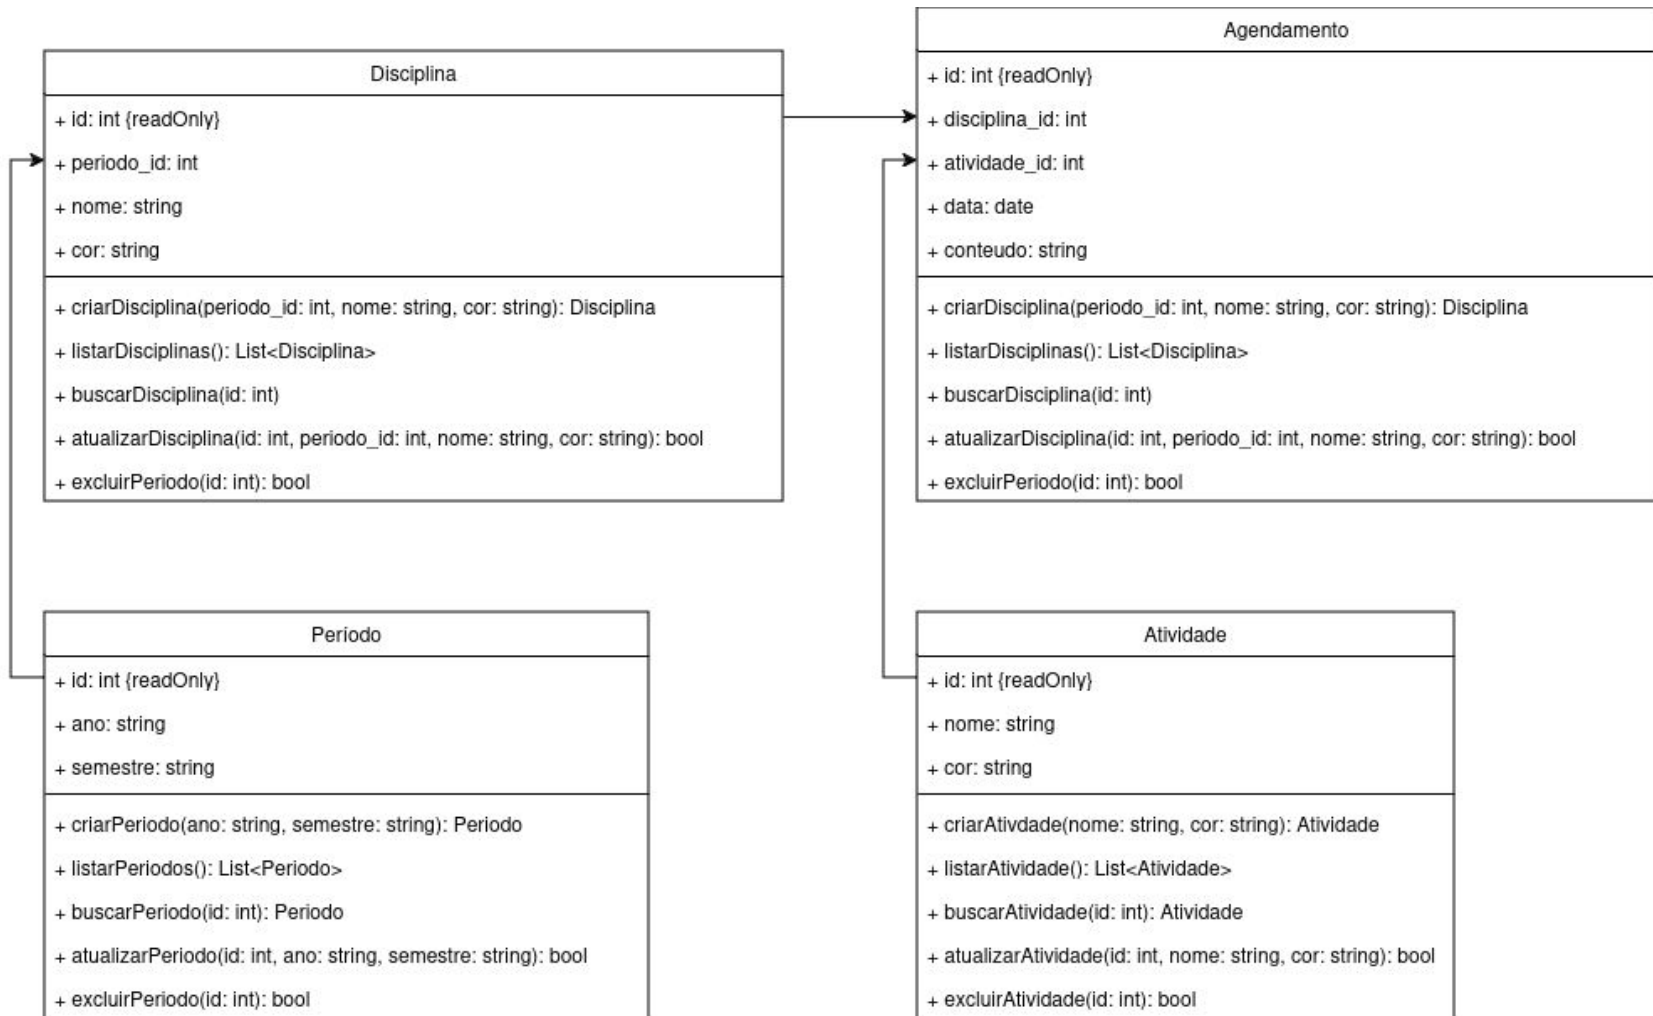 Disciplina
+ id: int {readOnly}
+ periodo_id: int
+ nome: string
+ cor: string
+ criarDisciplina(periodo_id: int, nome: string, cor: string): Disciplina
+ listarDisciplinas(): List<Disciplina>
+ buscarDisciplina(id: int)
+ atualizarDisciplina(id: int, periodo_id: int, nome: string, cor: string): bool
+ excluirPeriodo(id: int): bool
Agendamento
+ id: int {readOnly}
+ disciplina_id: int
+ atividade_id: int
+ data: date
+ conteudo: string
+ criarDisciplina(periodo_id: int, nome: string, cor: string): Disciplina
+ listarDisciplinas(): List<Disciplina>
+ buscarDisciplina(id: int)
+ atualizarDisciplina(id: int, periodo_id: int, nome: string, cor: string): bool
+ excluirPeriodo(id: int): bool
Período
+ id: int {readOnly}
+ ano: string
+ semestre: string
+ criarPeriodo(ano: string, semestre: string): Periodo
+ listarPeriodos(): List<Periodo>
+ buscarPeriodo(id: int): Periodo
+ atualizarPeriodo(id: int, ano: string, semestre: string): bool
+ excluirPeriodo(id: int): bool
Atividade
+ id: int {readOnly}
+ nome: string
+ cor: string
+ criarAtivdade(nome: string, cor: string): Atividade
+ listarAtividade(): List<Atividade>
+ buscarAtividade(id: int): Atividade
+ atualizarAtividade(id: int, nome: string, cor: string): bool
+ excluirAtividade(id: int): bool